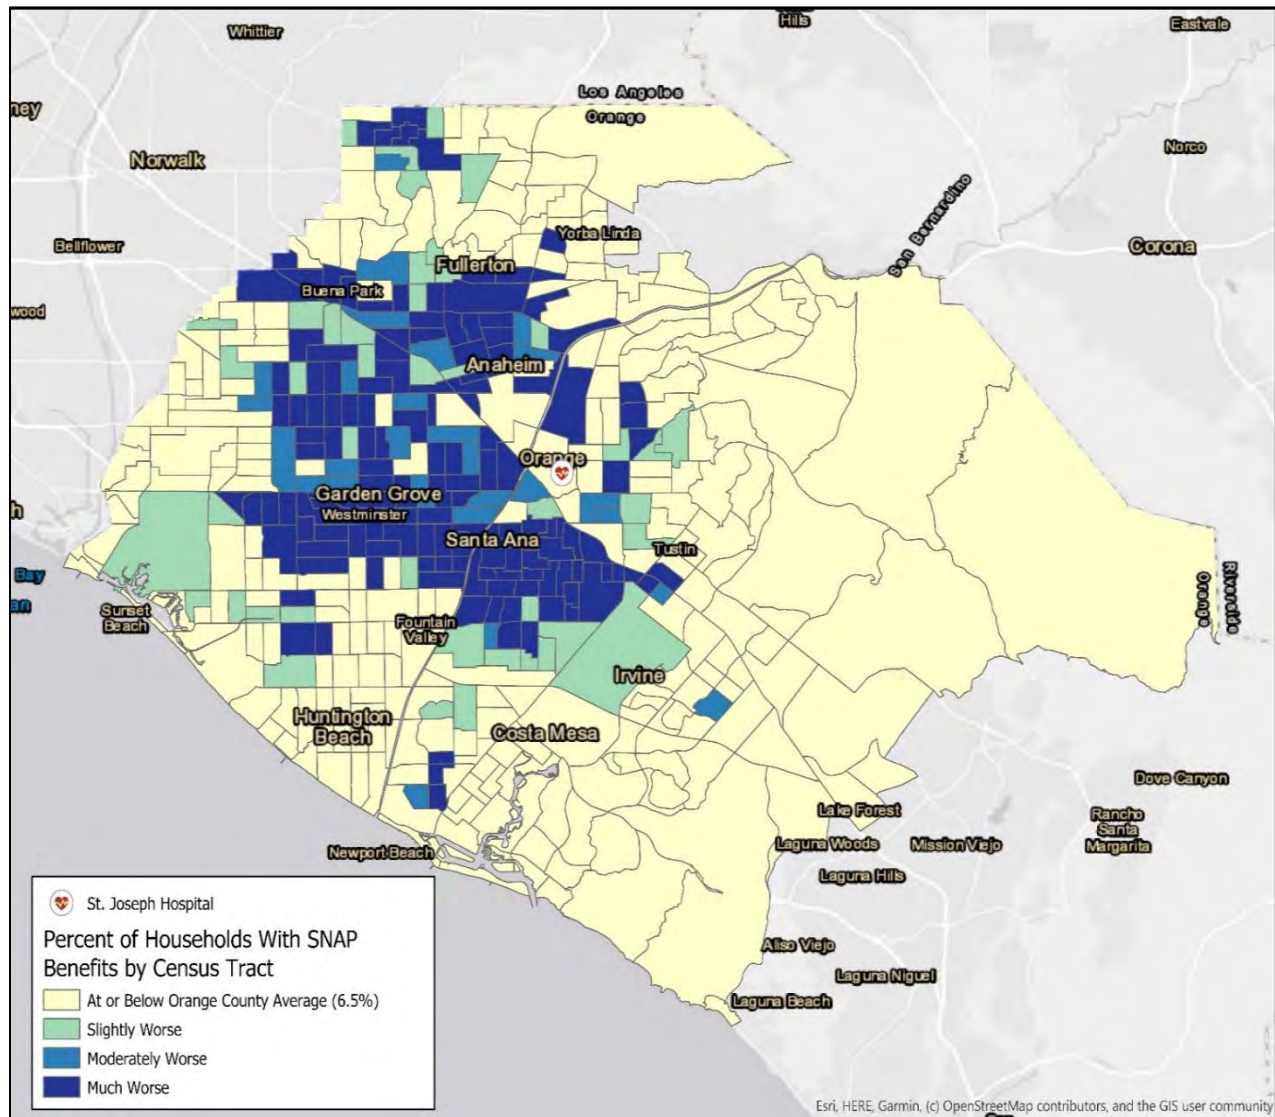 Whittier
Hills
Eastvale
Los Angeles
Orange
ney
Norwalk
Norco
San Bernardino
Bellflower
Yorba Linda
Corona
Fullerton
Buena Park
wood
Anaheim
Orange
Garden Grove
Westminster
Santa Ana
Tustin
Bay
an
Riverside
Orange
Sunset
Beach
Fountain
Valley
Irvine
Huntington
Beach
Costa Mesa
Dove Canyon
Lake Forest
Rancho
Santa
Margarita
Laguna Woods
Mission Viejo
Newport Beach
Laguna Hills
Aliso Viejo
Laguna Niguel
Laguna Beach
St. Joseph Hospital
Percent of Households With SNAP
Benefits by Census Tract
At or Below Orange County Average (6.5%)
Slightly Worse
Moderately Worse
Much Worse
Esri, HERE, Garmin, (c) OpenStreetMap contributors, and the GIS user community